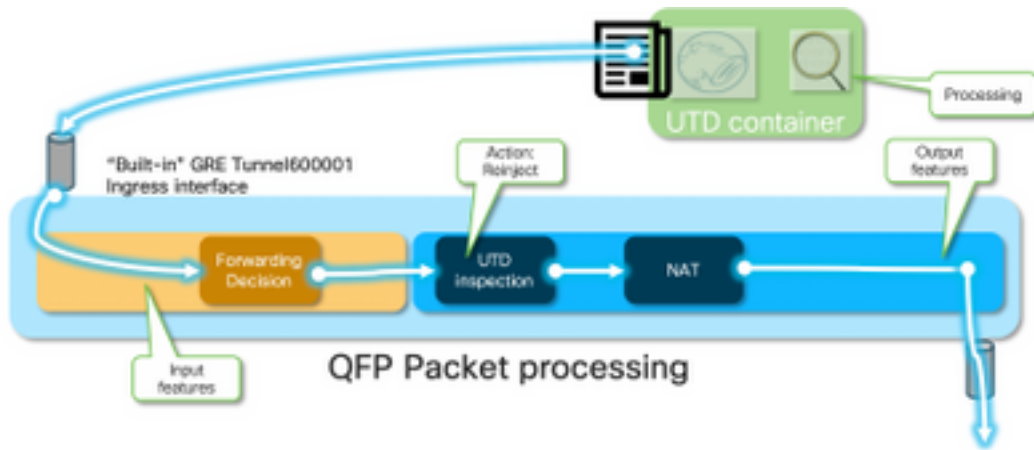 Processing
UTD container
"Built-in" GRE Tunnel600001
Ingress interface
Action:
Reinject
Output
features
Forwarding
Decision
UTD
inspection
NAT
Input
features
QFP Packet processing